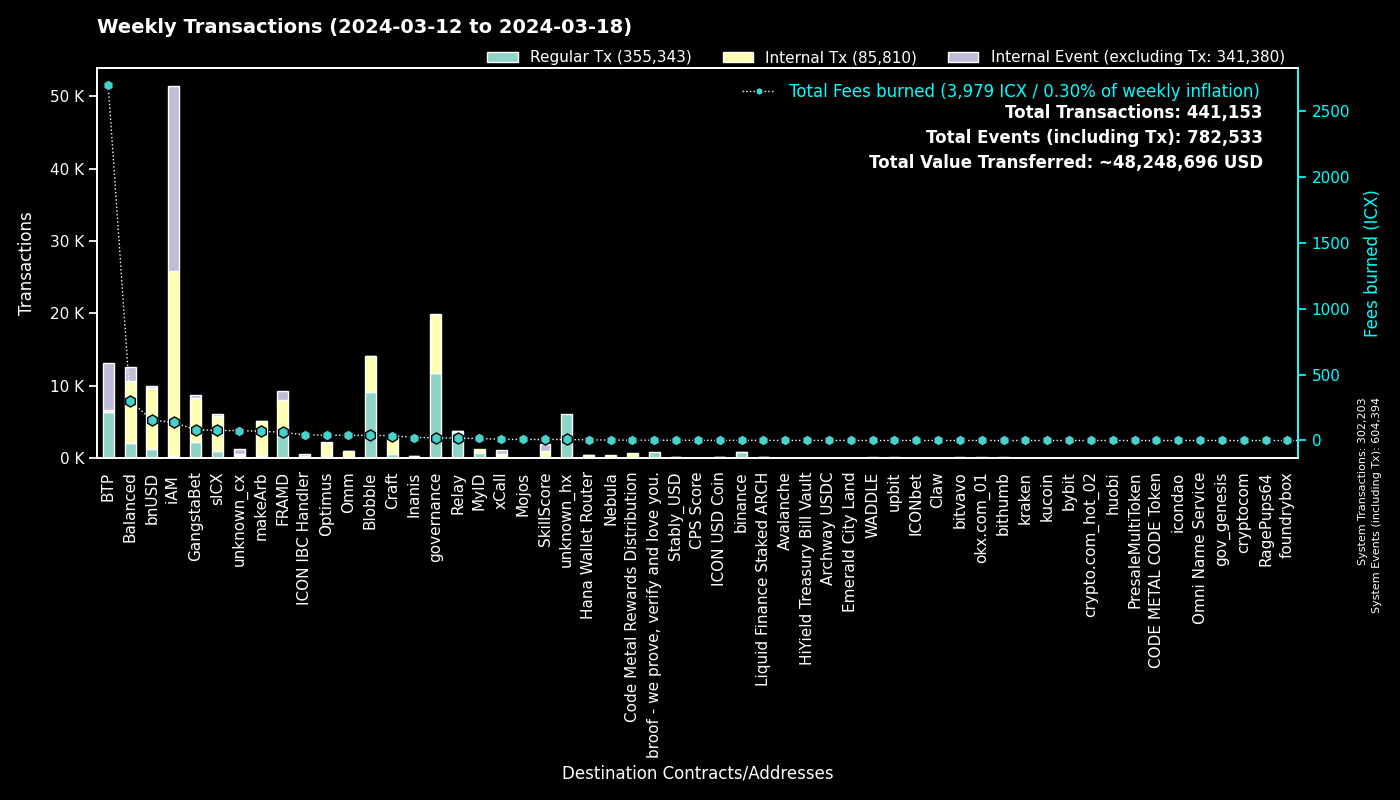 Weekly Transactions (2024-03-12 to 2024-03-18)
Regular Tx (355,343)
Internal Tx (85,810)
Internal Event (excluding Tx: 341,380)
Total Fees burned (3,979 ICX / 0.30% of weekly inflation)
Total Transactions: 441,153
Total Events (including Tx): 782,533
Total Value Transferred: ~48,248,696 USD
Transactions
50 K
40 K
30 K
20 K
10 K
0 K
2500
2000
1500
1000
500
0
Fees burned (ICX)
System Transactions: 302,203
System Events (including Tx): 604,394
BTP
Balanced
bnUSD
iAM
GangstaBet
sICX
unknown_cx
makeArb
FRAMD
ICON IBC Handler
Optimus
Omm
Blobble
Craft
Inanis
governance
Relay
MyID
xCall
Mojos
SkillScore
unknown_hx
Hana Wallet Router
Nebula
Code Metal Rewards Distribution
broof - we prove, verify and love you.
Stably_USD
CPS Score
ICON USD Coin
binance
Liquid Finance Staked ARCH
Avalanche
HiYield Treasury Bill Vault
Archway USDC
Emerald City Land
WADDLE
upbit
ICONbet
Claw
bitvavo
okx.com_01
bithumb
kraken
kucoin
bybit
crypto.com_hot_02
huobi
PresaleMultiToken
CODE METAL CODE Token
icondao
Omni Name Service
gov_genesis
cryptocom
RagePups64
foundrybox
Destination Contracts/Addresses